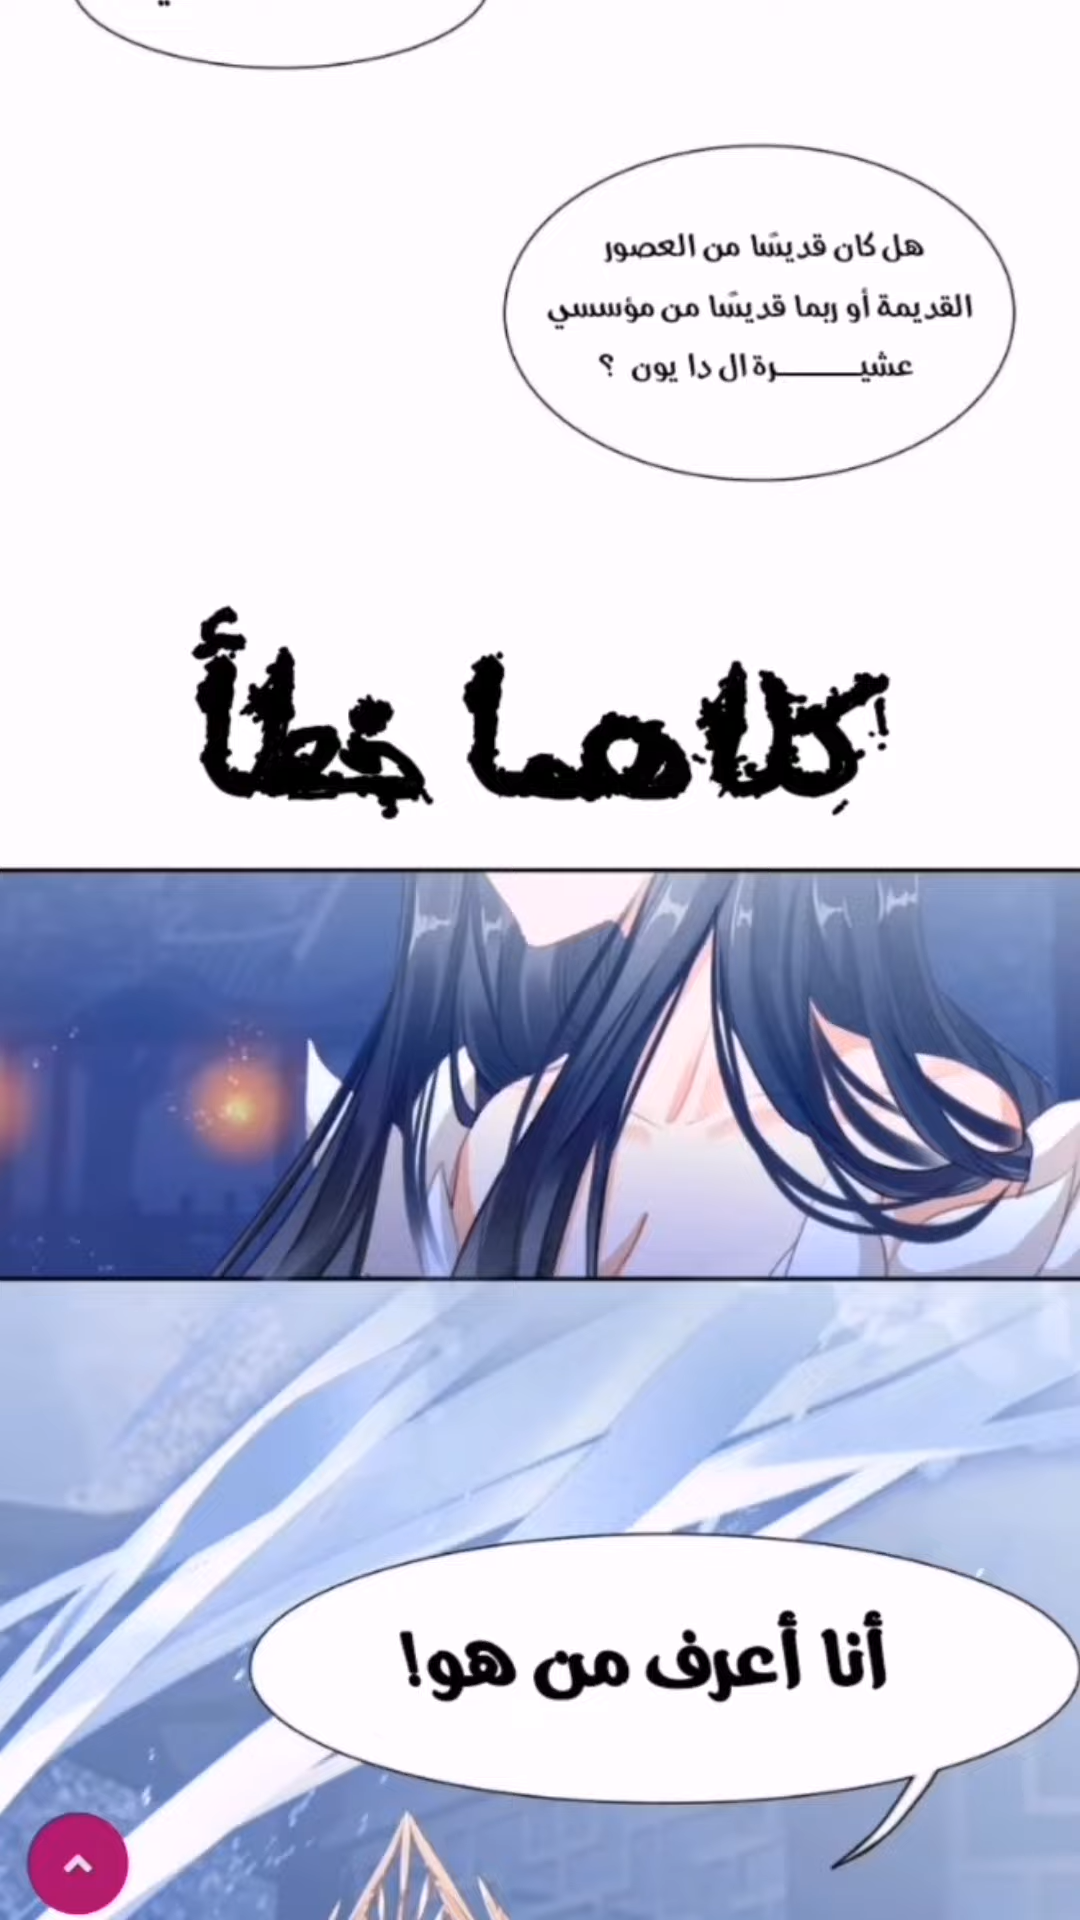 هل كان قديسًا من العصور
القديمة أو ربما قديسًا من مؤسسي
عشيـــــــــرة ال دا يون ؟
كِلاهما خطأ
أنا أعرف من هو!